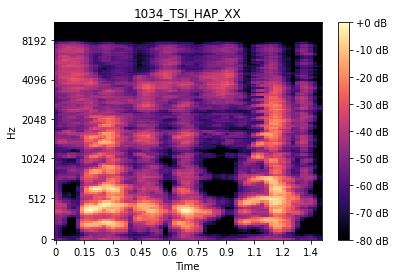 1034_TSI_HAP_XX
+0 dB
8192
-10 dB
4096
-20 dB
-30 dB
2048
Hz
-40 dB
1024
-50 dB
512
-60 dB
-70 dB
0
-80 dB
0 0.15 0.3 0.45 0.6 0.75 0.9 1.1 1.2 1.4
Time